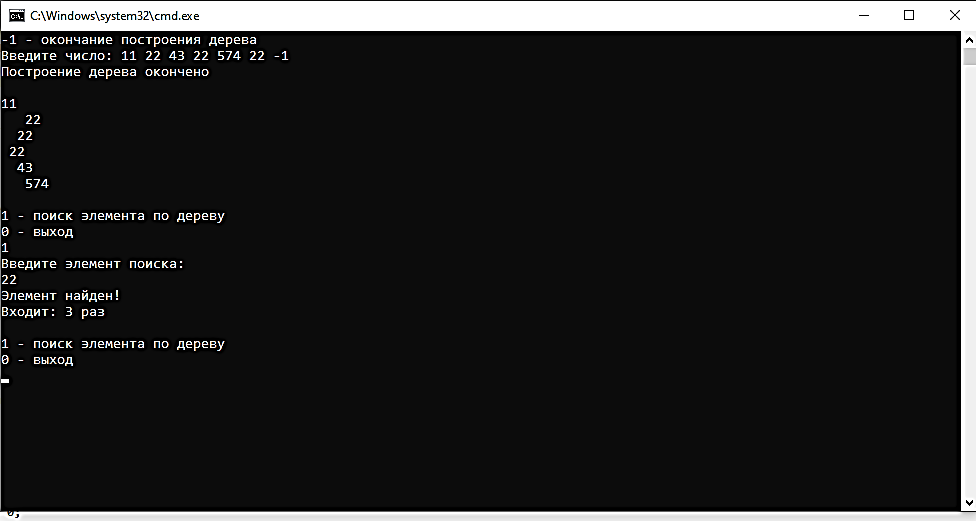 C:\Windows\system32\cmd.exe
-1 - окончание построения дерева
Введите число: 11 22 43 22 574 22 -1
Построение дерева окончено
11
22
22
22
43
574
1 - поиск элемента по дереву
0 - выход
1
Введите элемент поиска:
22
Элемент найден!
Входит: 3 раз
1 - поиск элемента по дереву
0 - выход